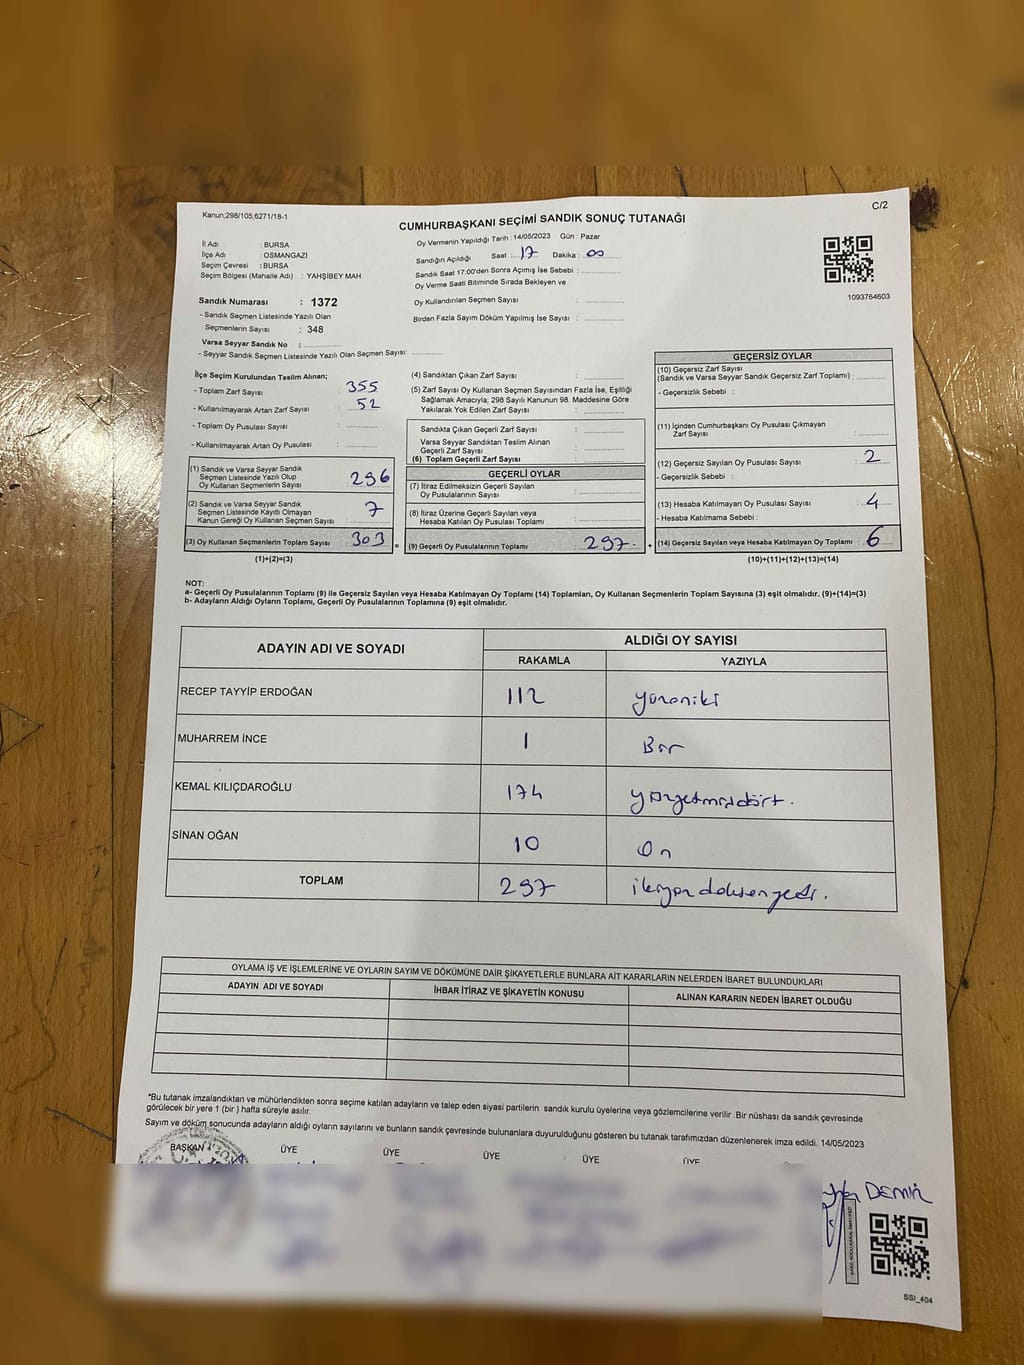 Kanun;298/105;6271/18-1
C/2
CUMHURBAŞKANI SEÇİMİ SANDIK SONUÇ TUTANAĞI
İl Adı : BURSA
İlçe Adı : OSMANGAZİ
Seçim Çevresi : BURSA
Seçim Bölgesi (Mahalle Adı) : YAHŞİBEY MAH.
Sandık Numarası : 1372
- Sandık Seçmen Listesinde Yazılı Olan
Seçmenlerin Sayısı : 348
Varsa Seyyar Sandık No :
- Seyyar Sandık Seçmen Listesinde Yazılı Olan Seçmen Sayısı:
Oy Vermenin Yapıldığı Tarih : 14/05/2023 Gün : Pazar
Sandığın Açıldığı Saat : 17 Dakika : 00
Sandık Saat 17:00'den Sonra Açımış İse Sebebi :
Oy Verme Saati Bitiminde Sırada Bekleyen ve
Oy Kullandırılan Seçmen Sayısı :
Birden Fazla Sayım Döküm Yapılmış İse Sayısı :
1093764603
İlçe Seçim Kurulundan Teslim Alınan;
- Toplam Zarf Sayısı : 355
- Kullanılmayarak Artan Zarf Sayısı : 52
- Toplam Oy Pusulası Sayısı :
- Kullanılmayarak Artan Oy Pusulası :
(1) Sandık ve Varsa Seyyar Sandık
Seçmen Listesinde Yazılı Olup
Oy Kullanan Seçmenlerin Sayısı : 296
(2) Sandık ve Varsa Seyyar Sandık
Seçmen Listesinde Kayıtlı Olmayan
Kanun Gereği Oy Kullanan Seçmen Sayısı : 7
(3) Oy Kullanan Seçmenlerin Toplam Sayısı : 303 =
(1)+(2)=(3)
(4) Sandıktan Çıkan Zarf Sayısı :
(5) Zarf Sayısı Oy Kullanan Seçmen Sayısından Fazla İse, Eşitliği
Sağlamak Amacıyla; 298 Sayılı Kanunun 98. Maddesine Göre
Yakılarak Yok Edilen Zarf Sayısı :
Sandıkta Çıkan Geçerli Zarf Sayısı :
Varsa Seyyar Sandıktan Teslim Alınan
Geçerli Zarf Sayısı :
(6) Toplam Geçerli Zarf Sayısı :
GEÇERLİ OYLAR
(7) İtiraz Edilmeksizin Geçerli Sayılan
Oy Pusulalarının Sayısı :
(8) İtiraz Üzerine Geçerli Sayılan veya
Hesaba Katılan Oy Pusulası Toplamı :
(9) Geçerli Oy Pusulalarının Toplamı : 297 +
GEÇERSİZ OYLAR
(10) Geçersiz Zarf Sayısı
(Sandık ve Varsa Seyyar Sandık Geçersiz Zarf Toplamı) :
- Geçersizlik Sebebi :
(11) İçinden Cumhurbaşkanı Oy Pusulası Çıkmayan
Zarf Sayısı :
(12) Geçersiz Sayılan Oy Pusulası Sayısı : 2
- Geçersizlik Sebebi :
(13) Hesaba Katılmayan Oy Pusulası Sayısı : 4
- Hesaba Katılmama Sebebi :
(14) Geçersiz Sayılan veya Hesaba Katılmayan Oy Toplamı : 6
(10)+(11)+(12)+(13)=(14)
NOT:
a- Geçerli Oy Pusulalarının Toplamı (9) ile Geçersiz Sayılan veya Hesaba Katılmayan Oy Toplamı (14) Toplamları, Oy Kullanan Seçmenlerin Toplam Sayısına (3) eşit olmalıdır. (9)+(14)=(3)
b- Adayların Aldığı Oyların Toplamı, Geçerli Oy Pusulalarının Toplamına (9) eşit olmalıdır.
ADAYIN ADI VE SOYADI ALDIĞI OY SAYISI
RAKAMLA YAZIYLA
RECEP TAYYİP ERDOĞAN 112 yüzoniki
MUHARREM İNCE 1 Bir
KEMAL KILIÇDAROĞLU 174 yüzyetmişdört.
SİNAN OĞAN 10 On
TOPLAM 297 ikiyüzdoksanyedi.
OYLAMA İŞ VE İŞLEMLERİNE VE OYLARIN SAYIM VE DÖKÜMÜNE DAİR ŞİKAYETLERLE BUNLARA AİT KARARLARIN NELERDEN İBARET BULUNDUKLARI
ADAYIN ADI VE SOYADI İHBAR İTİRAZ VE ŞİKAYETİN KONUSU ALINAN KARARIN NEDEN İBARET OLDUĞU
*Bu tutanak imzalandıktan ve mühürlendikten sonra seçime katılan adayların ve talep eden siyasi partilerin sandık kurulu üyelerine veya gözlemcilerine verilir .Bir nüshası da sandık çevresinde
görülecek bir yere 1 (bir ) hafta süreyle asılır.
Sayım ve döküm sonucunda adayların aldığı oyların sayılarını ve bunların sandık çevresinde bulunanlara duyurulduğunu gösteren bu tutanak tarafımızdan düzenlenerek imza edildi. 14/05/2023
BAŞKAN ÜYE ÜYE ÜYE ÜYE ÜYE
DEMİR
SSİ_404